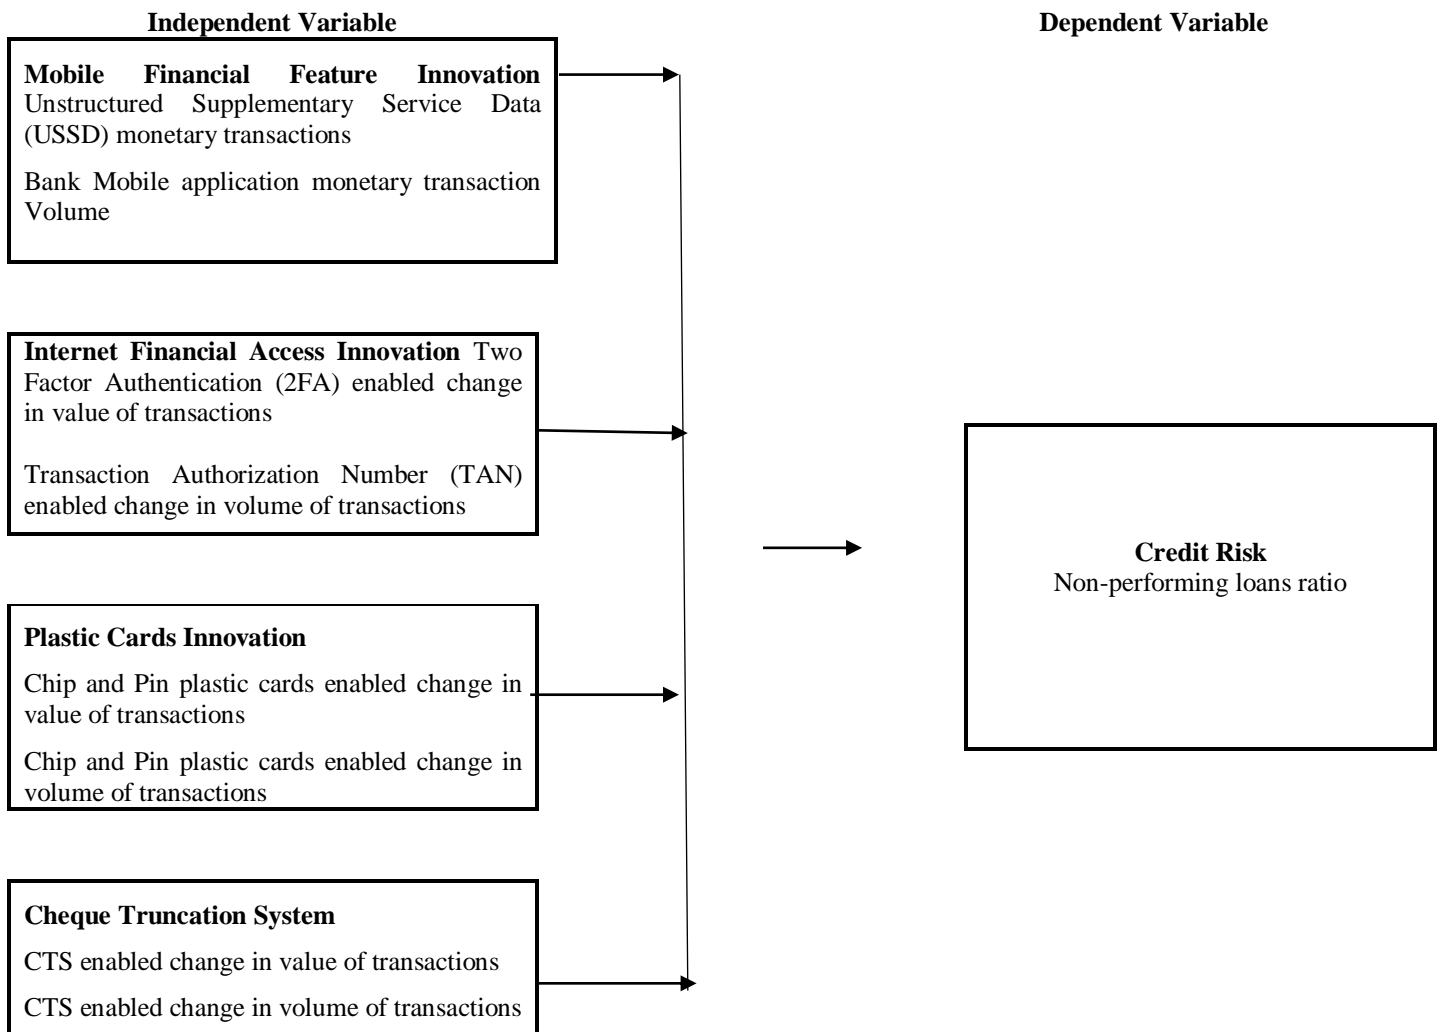 Independent Variable
Dependent Variable
Mobile Financial Feature Innovation
Unstructured Supplementary Service Data
(USSD) monetary transactions
Bank Mobile application monetary transaction
Volume
Internet Financial Access Innovation Two
Factor Authentication (2FA) enabled change
in value of transactions
Transaction Authorization Number (TAN)
enabled change in volume of transactions
Plastic Cards Innovation
Chip and Pin plastic cards enabled change in
value of transactions
Chip and Pin plastic cards enabled change in
volume of transactions
Cheque Truncation System
CTS enabled change in value of transactions
CTS enabled change in volume of transactions
Credit Risk
Non-performing loans ratio